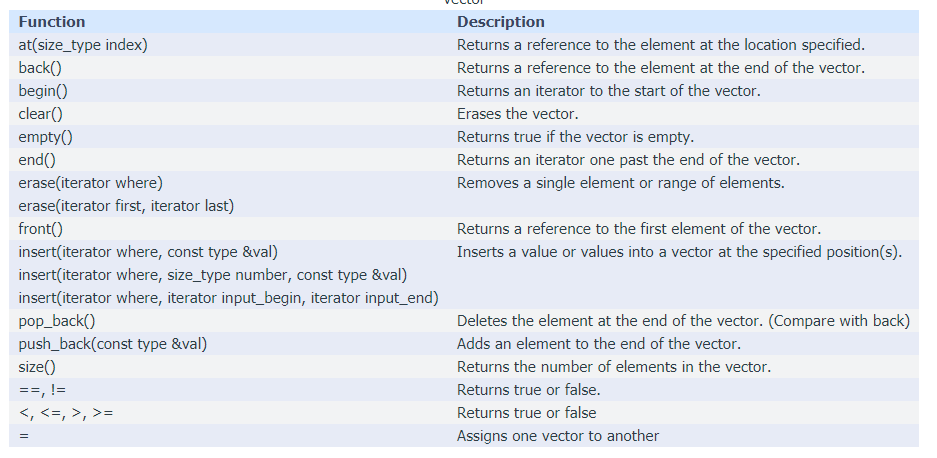 vector
Function Description
at(size_type index) Returns a reference to the element at the location specified.
back() Returns a reference to the element at the end of the vector.
begin() Returns an iterator to the start of the vector.
clear() Erases the vector.
empty() Returns true if the vector is empty.
end() Returns an iterator one past the end of the vector.
erase(iterator where) Removes a single element or range of elements.
erase(iterator first, iterator last)
front() Returns a reference to the first element of the vector.
insert(iterator where, const type &val) Inserts a value or values into a vector at the specified position(s).
insert(iterator where, size_type number, const type &val)
insert(iterator where, iterator input_begin, iterator input_end)
pop_back() Deletes the element at the end of the vector. (Compare with back)
push_back(const type &val) Adds an element to the end of the vector.
size() Returns the number of elements in the vector.
==, != Returns true or false.
<, <=, >, >= Returns true or false
= Assigns one vector to another